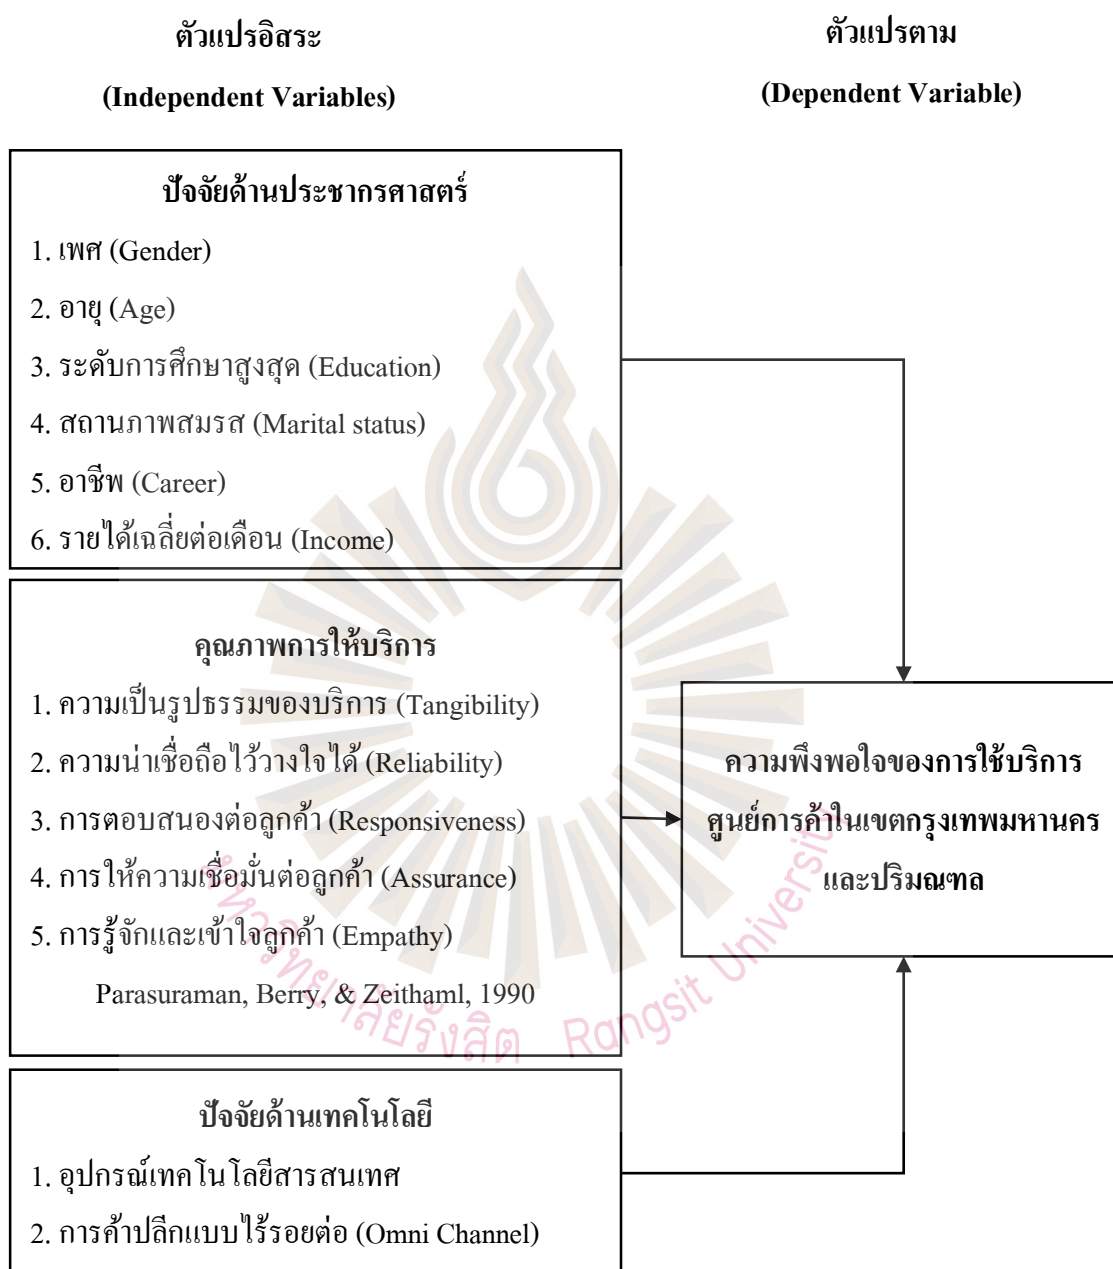 ตัวแปรอิสระ
(Independent Variables)
ตัวแปรตาม
(Dependent Variable)
ปัจจัยด้านประชากรศาสตร์
1. เพศ (Gender)
2. อายุ (Age)
3. ระดับการศึกษาสูงสุด (Education)
4. สถานภาพสมรส (Marital status)
5. อาชีพ (Career)
6. รายได้เฉลี่ยต่อเดือน (Income)
คุณภาพการให้บริการ
1. ความเป็นรูปธรรมของบริการ (Tangibility)
2. ความน่าเชื่อถือไว้วางใจได้ (Reliability)
3. การตอบสนองต่อลูกค้า (Responsiveness)
4. การให้ความเชื่อมั่นต่อลูกค้า (Assurance)
5. การรู้จักและเข้าใจลูกค้า (Empathy)
Parasuraman, Berry, & Zeithaml, 1990
ความพึงพอใจของการใช้บริการ
ศูนย์การค้าในเขตกรุงเทพมหานคร
และปริมณฑล
ปัจจัยด้านเทคโนโลยี
1. อุปกรณ์เทคโนโลยีสารสนเทศ
2. การค้าปลีกแบบไร้รอยต่อ (Omni Channel)
มหาวิทยาลัยรังสิต Rangsit University